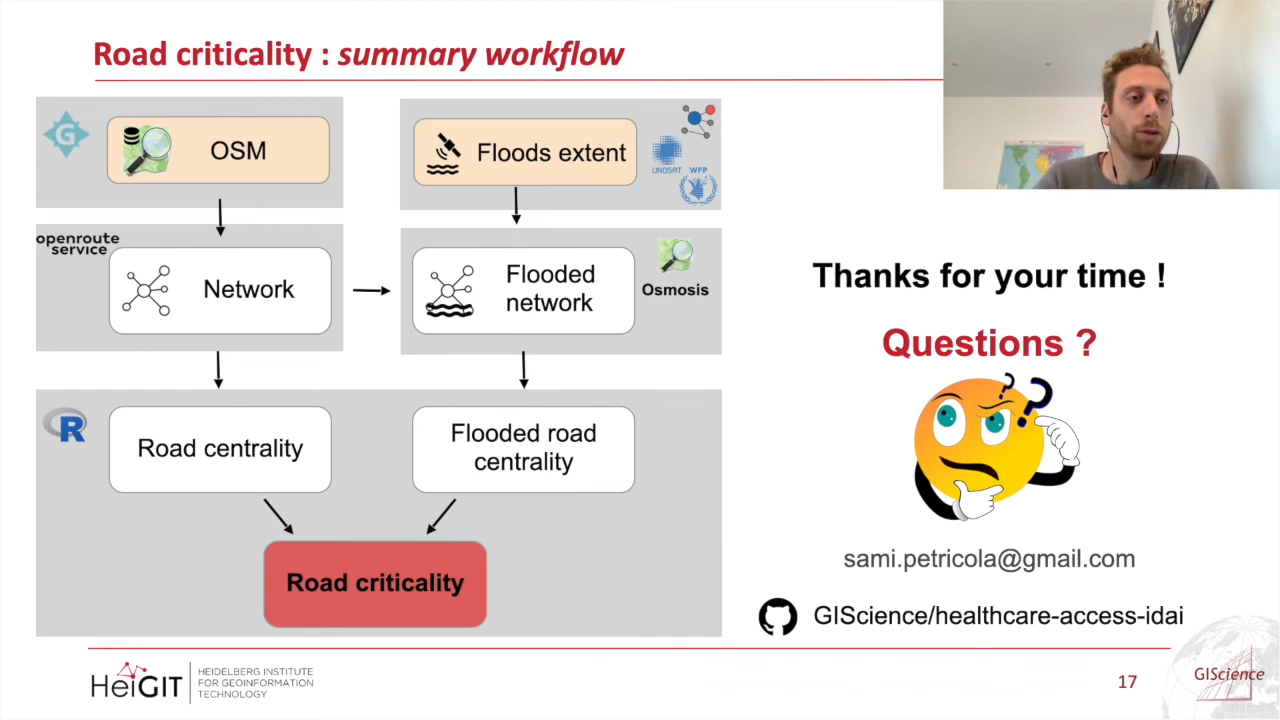 Road criticality : summary workflow
G
OSM
Floods extent
UNOSAT
WFP
openroute
service
Network
Flooded
network
Osmosis
R
Road centrality
Flooded road
centrality
Road criticality
Thanks for your time !
Questions ?
? ?
sami.petricola@gmail.com
GIScience/healthcare-access-idai
HeiGIT
HEIDELBERG INSTITUTE
FOR GEOINFORMATION
TECHNOLOGY
17
GIScience